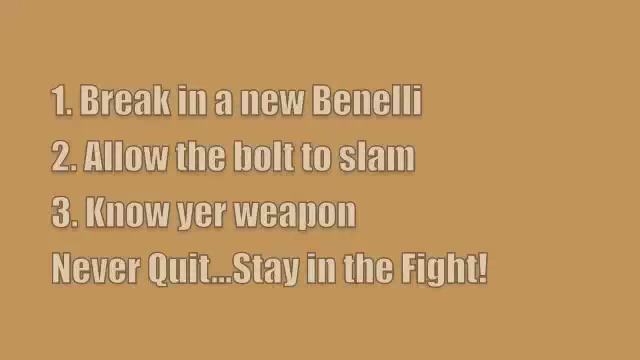 1. Break in a new Benelli
2. Allow the bolt to slam
3. Know yer weapon
Never Quit...Stay in the Fight!